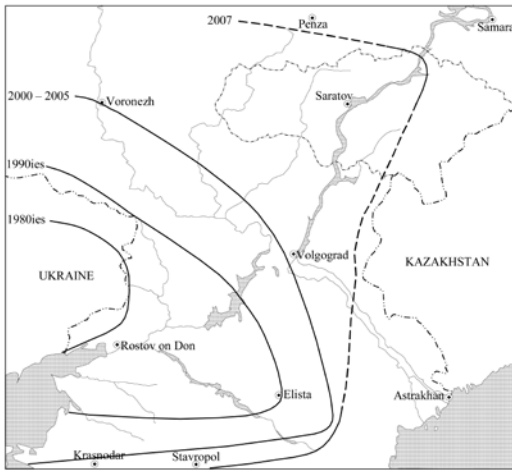 2007
Penza
Samara
2000 – 2005
Voronezh
Saratov
1990ies
1980ies
Volgograd
UKRAINE
KAZAKHSTAN
Rostov on Don
Elista
Astrakhan
Krasnodar
Stavropol